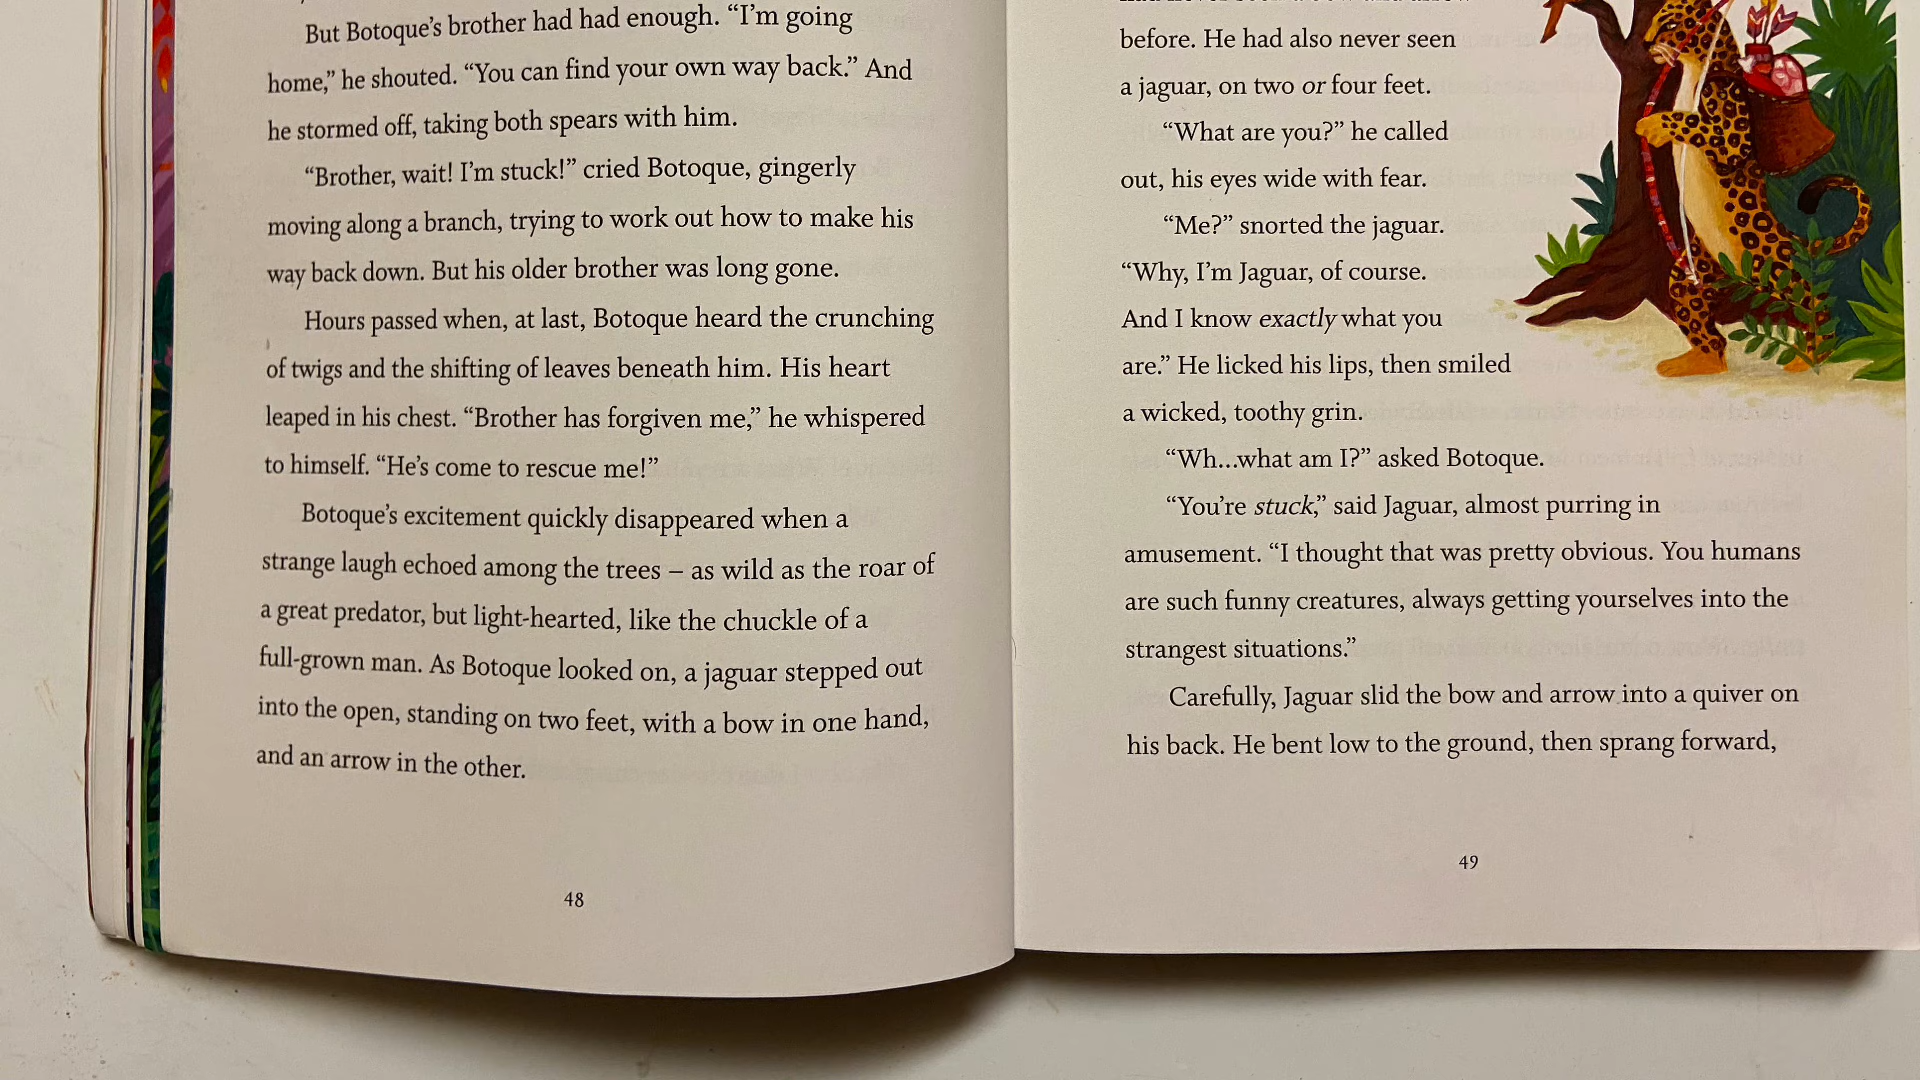 But Botoque's brother had had enough. “I'm going
home,” he shouted. “You can find your own way back.” And
he stormed off, taking both spears with him.
“Brother, wait! I'm stuck!” cried Botoque, gingerly
moving along a branch, trying to work out how to make his
way back down. But his older brother was long gone.
Hours passed when, at last, Botoque heard the crunching
of twigs and the shifting of leaves beneath him. His heart
leaped in his chest. “Brother has forgiven me,” he whispered
to himself. “He's come to rescue me!”
Botoque's excitement quickly disappeared when a
strange laugh echoed among the trees – as wild as the roar of
a great predator, but light-hearted, like the chuckle of a
full-grown man. As Botoque looked on, a jaguar stepped out
into the open, standing on two feet, with a bow in one hand,
and an arrow in the other.
48
before. He had also never seen
a jaguar, on two or four feet.
“What are you?” he called
out, his eyes wide with fear.
“Me?” snorted the jaguar.
“Why, I'm Jaguar, of course.
And I know exactly what you
are.” He licked his lips, then smiled
a wicked, toothy grin.
“Wh...what am I?” asked Botoque.
“You're stuck,” said Jaguar, almost purring in
amusement. “I thought that was pretty obvious. You humans
are such funny creatures, always getting yourselves into the
strangest situations.”
Carefully, Jaguar slid the bow and arrow into a quiver on
his back. He bent low to the ground, then sprang forward,
49